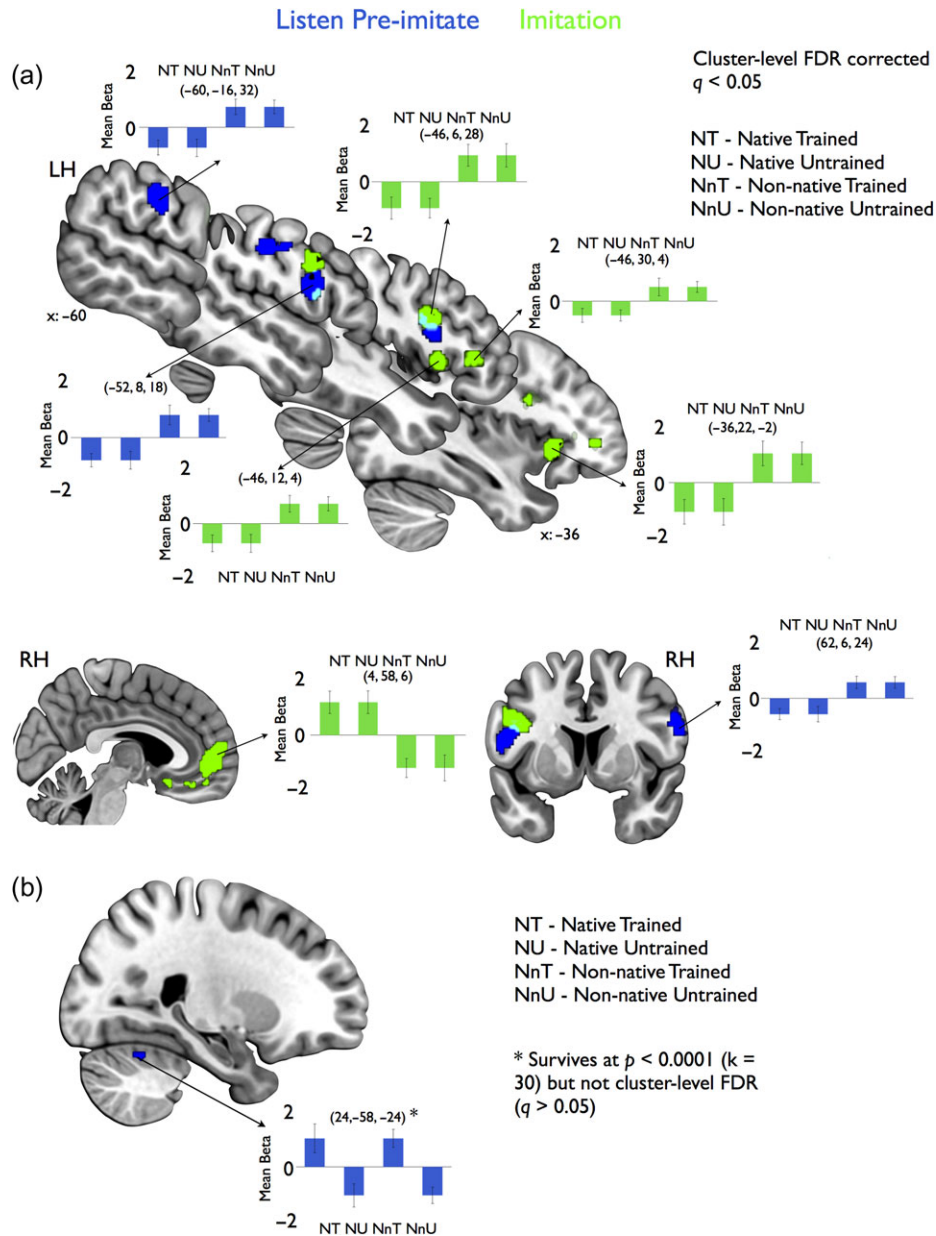 Listen Pre-imitate Imitation
(a)
Cluster-level FDR corrected
q < 0.05
NT - Native Trained
NU - Native Untrained
NnT - Non-native Trained
NnU - Non-native Untrained
LH
2
NT NU NnT NnU
(-60, -16, 32)
Mean Beta
0
-2
2
NT NU NnT NnU
(-46, 6, 28)
Mean Beta
0
-2
2
NT NU NnT NnU
(-46, 30, 4)
Mean Beta
0
-2
x: -60
2
(-52, 8, 18)
Mean Beta
0
-2
2
(-46, 12, 4)
Mean Beta
0
-2
NT NU NnT NnU
2
NT NU NnT NnU
(-36,22, -2)
Mean Beta
0
-2
x: -36
RH
2
NT NU NnT NnU
(4, 58, 6)
Mean Beta
0
-2
RH
2
NT NU NnT NnU
(62, 6, 24)
Mean Beta
0
-2
(b)
NT - Native Trained
NU - Native Untrained
NnT - Non-native Trained
NnU - Non-native Untrained
* Survives at p < 0.0001 (k =
30) but not cluster-level FDR
(q > 0.05)
2
(24,-58, -24) *
Mean Beta
0
-2
NT NU NnT NnU